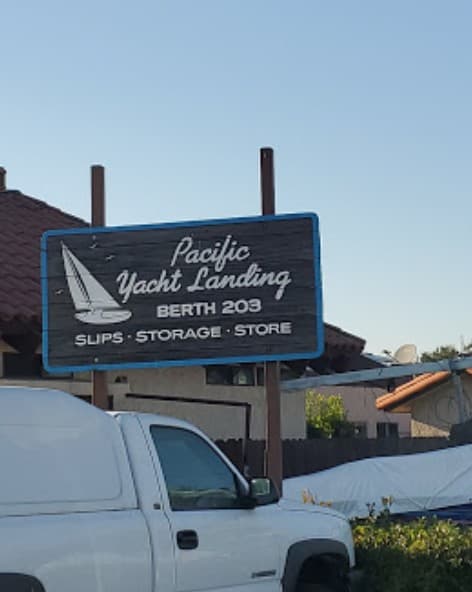 Pacific
Yacht Landing
BERTH 203
SLIPS · STORAGE · STORE